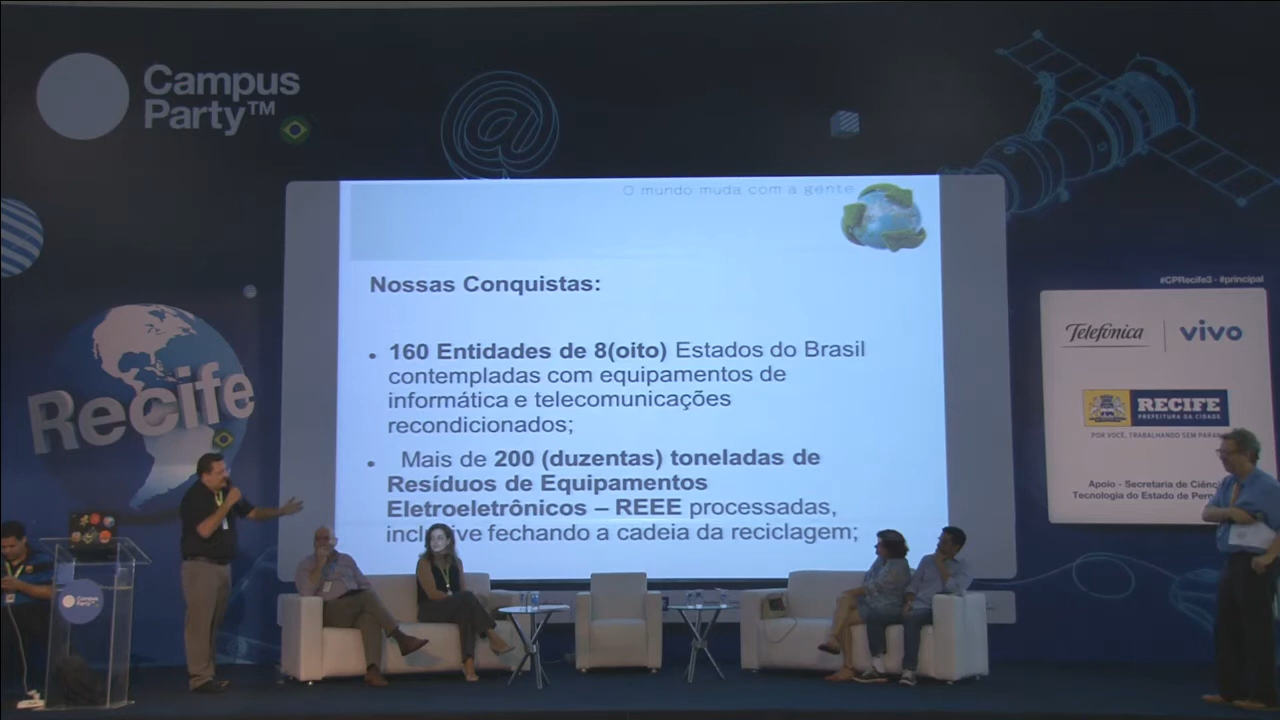 Campus
Party™
O mundo muda com a gente
Nossas Conquistas:
• 160 Entidades de 8(oito) Estados do Brasil
contempladas com equipamentos de
informática e telecomunicações
recondicionados;
• Mais de 200 (duzentas) toneladas de
Resíduos de Equipamentos
Eletroeletrônicos – REEE processadas,
inclusive fechando a cadeia da reciclagem;
Recife
#CPRecife3 - #principal
Telefónica
vivo
RECIFE
PREFEITURA DA CIDADE
POR VOCÊ, TRABALHANDO SEM
Apoio - Secretaria de
Tecnologia do Estado de
Campus
Party™